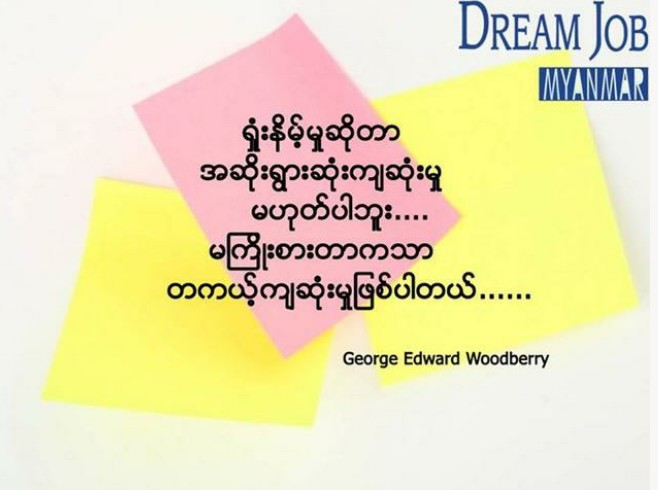 DREAM JOB
MYANMAR
ရှုံးနိမ့်မှုဆိုတာ
အဆိုးရွားဆုံးကျဆုံးမှု
မဟုတ်ပါဘူး....
မကြိုးစားတာကသာ
တကယ့်ကျဆုံးမှုဖြစ်ပါတယ်......
George Edward Woodberry